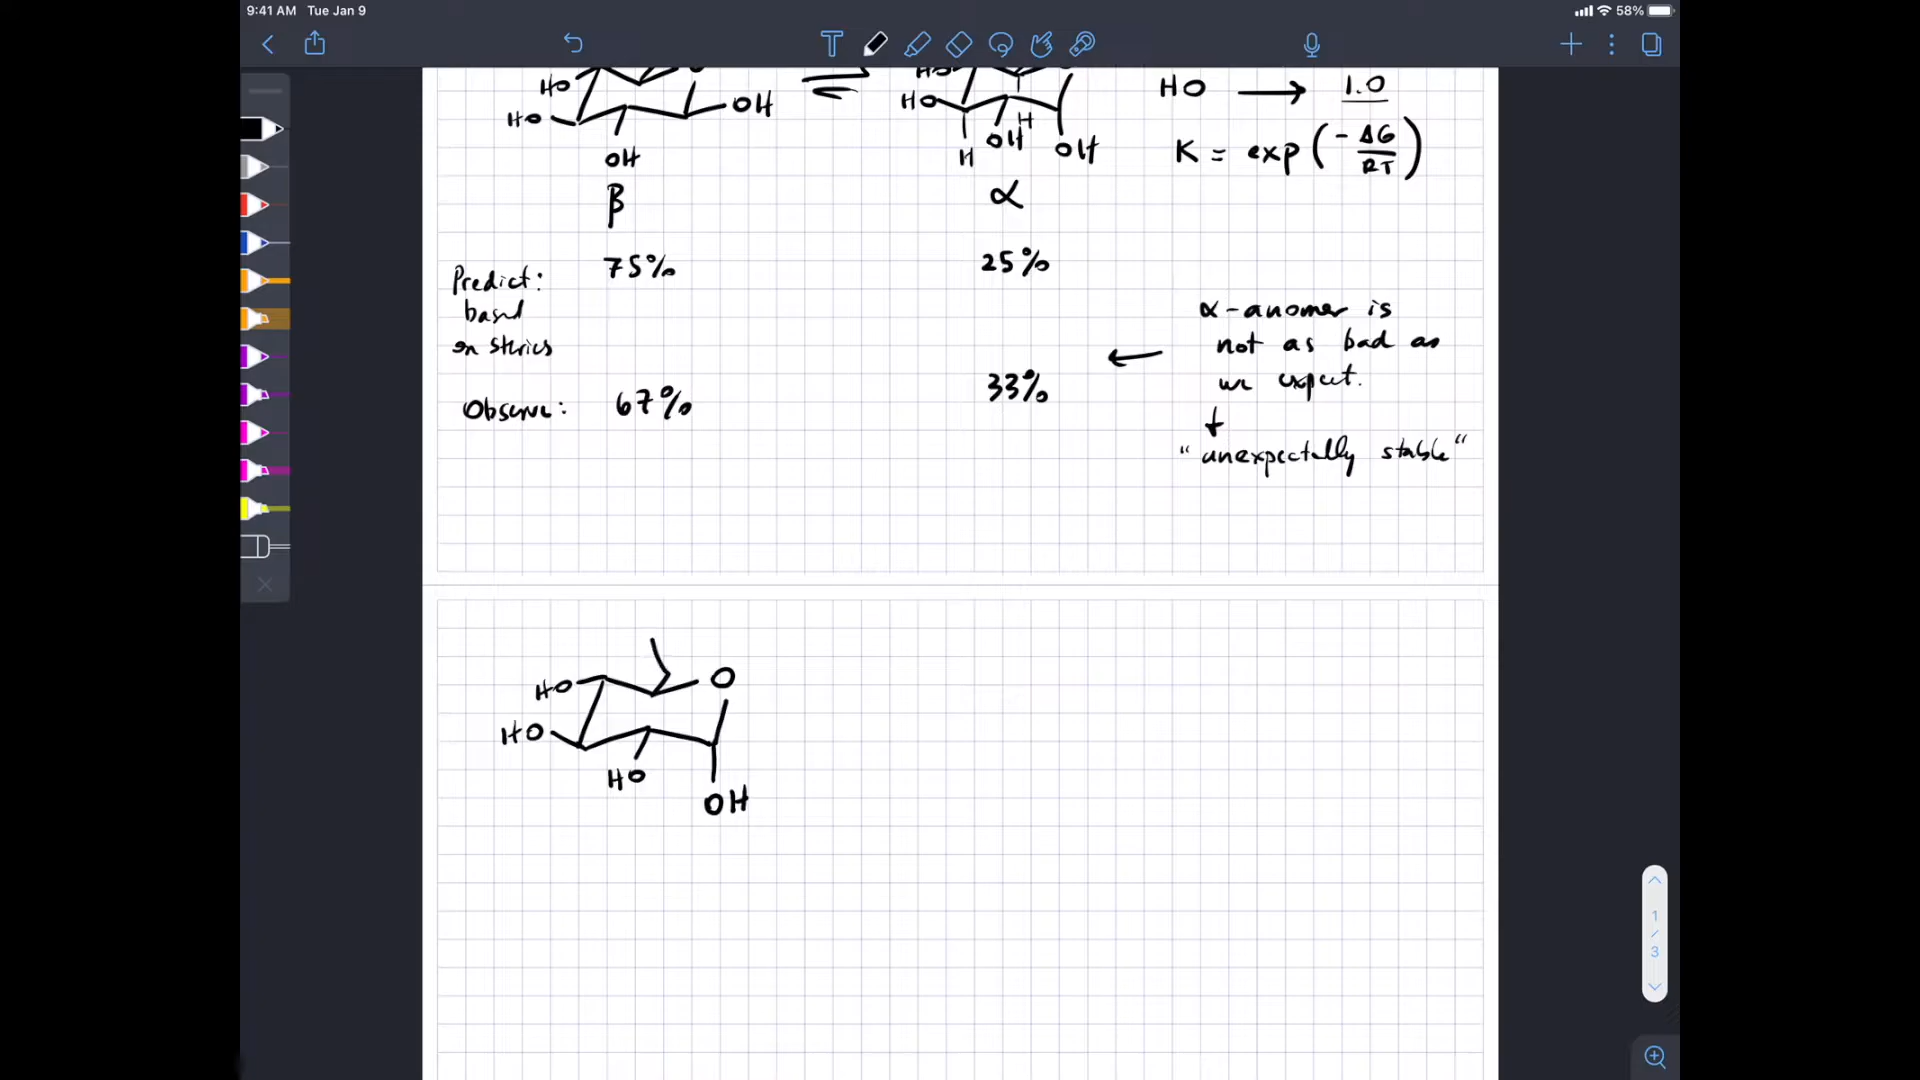 9:41 AM Tue Jan 9
58%
HO
HO
OH
OH
β
HO
HO
H
OH
H
OH
α
HO → 1.0
K = exp (-ΔG/RT)
75%
25%
Predict:
based
on sterics
α-anomer is
not as bad as
we expect.
Observe: 67%
33%
"unexpectedly stable"
HO
O
HO
HO
OH
1
/
3